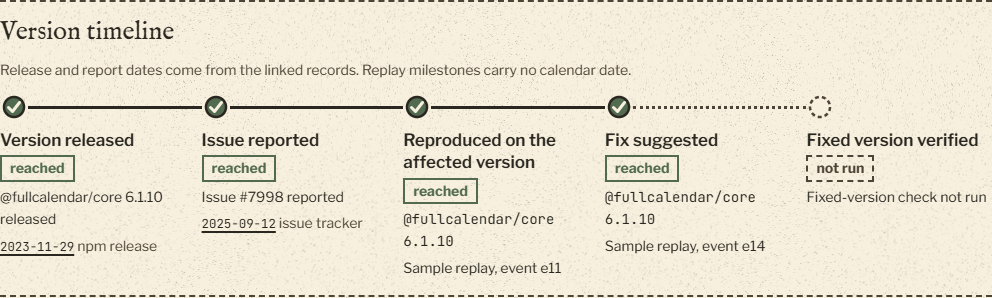 Version timeline
Release and report dates come from the linked records. Replay milestones carry no calendar date.
Version released
reached
@fullcalendar/core 6.1.10
released
2023-11-29 npm release
Issue reported
reached
Issue #7998 reported
2025-09-12 issue tracker
Reproduced on the
affected version
reached
@fullcalendar/core
6.1.10
Sample replay, event e11
Fix suggested
reached
@fullcalendar/core
6.1.10
Sample replay, event e14
Fixed version verified
not run
Fixed-version check not run